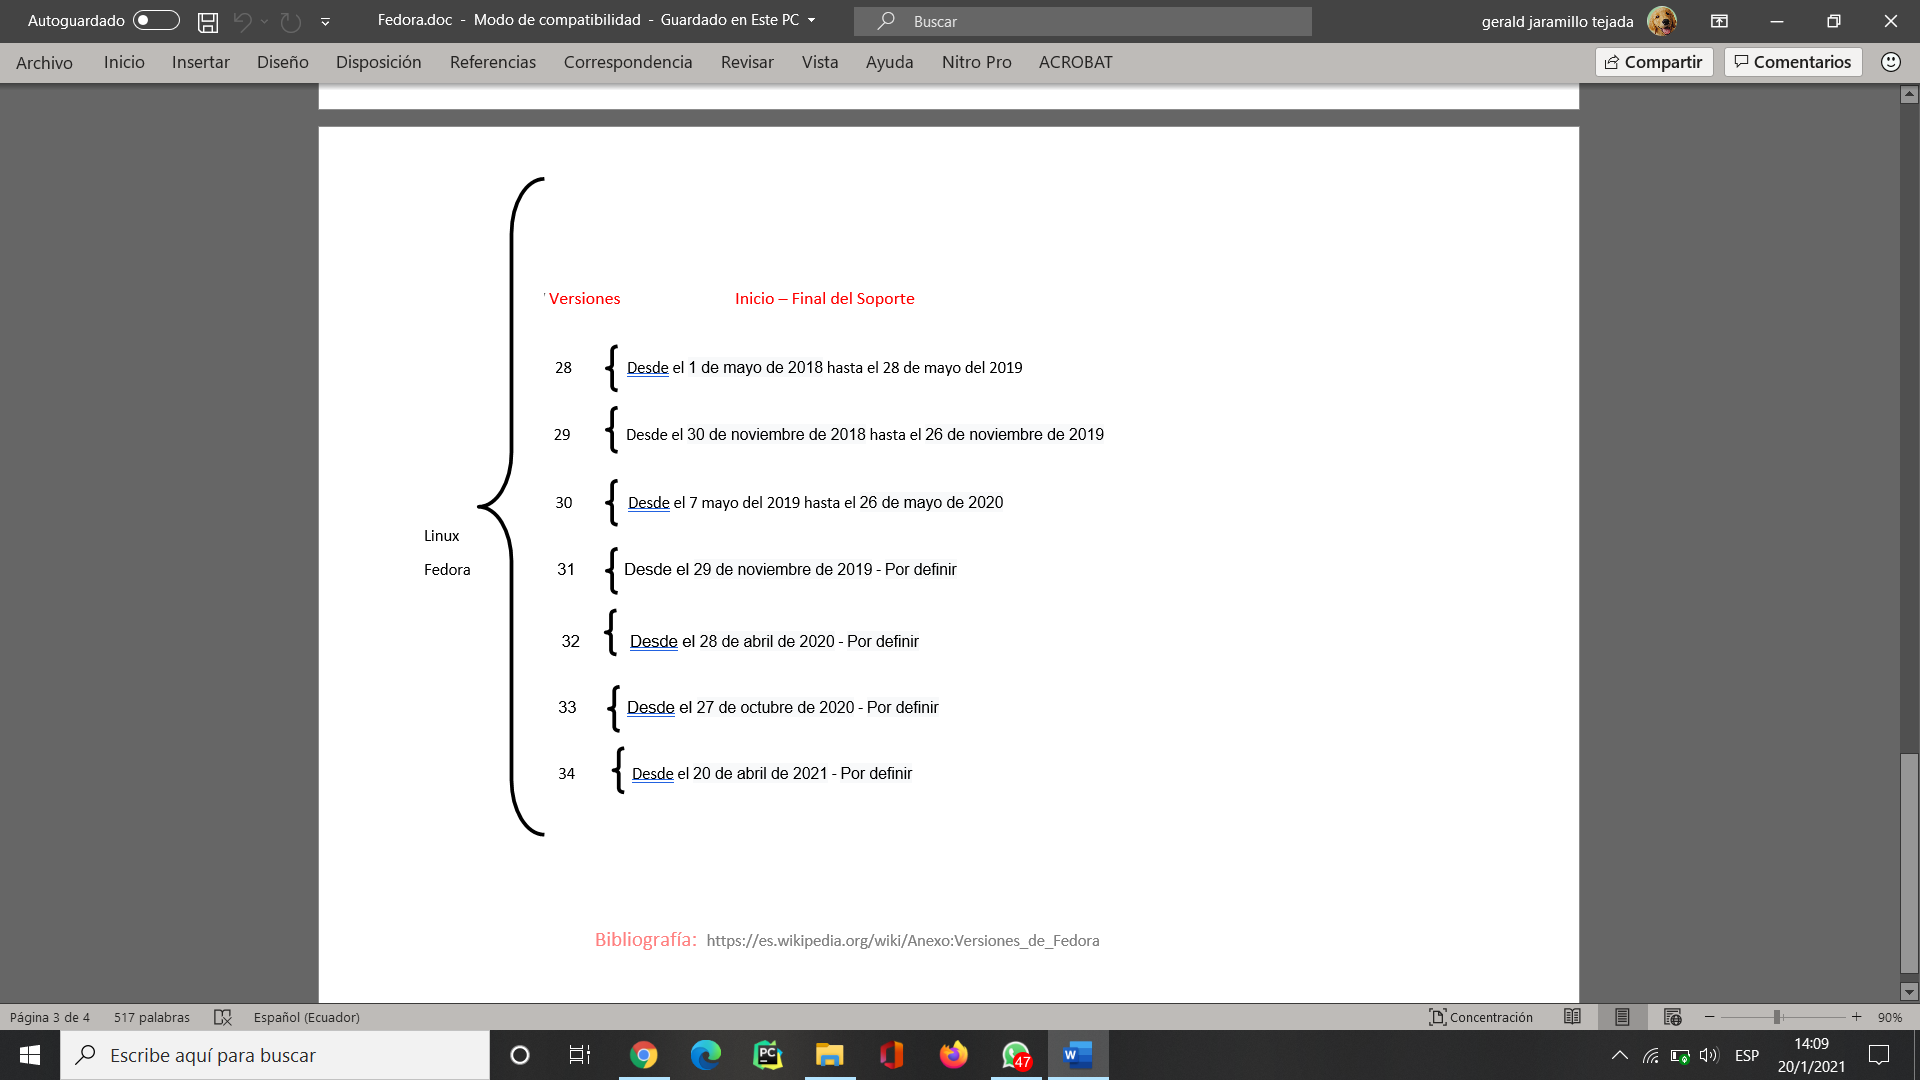 Autoguardado
Fedora.doc - Modo de compatibilidad - Guardado en Este PC
Buscar
gerald jaramillo tejada
Archivo Inicio Insertar Diseño Disposición Referencias Correspondencia Revisar Vista Ayuda Nitro Pro ACROBAT
Compartir Comentarios
Versiones Inicio – Final del Soporte
28 Desde el 1 de mayo de 2018 hasta el 28 de mayo del 2019
29 Desde el 30 de noviembre de 2018 hasta el 26 de noviembre de 2019
30 Desde el 7 mayo del 2019 hasta el 26 de mayo de 2020
Linux
Fedora
31 Desde el 29 de noviembre de 2019 - Por definir
32 Desde el 28 de abril de 2020 - Por definir
33 Desde el 27 de octubre de 2020 - Por definir
34 Desde el 20 de abril de 2021 - Por definir
Bibliografía: https://es.wikipedia.org/wiki/Anexo:Versiones_de_Fedora
Página 3 de 4 517 palabras Español (Ecuador)
Concentración
90%
Escribe aquí para buscar
PC
47
W
ESP
14:09
20/1/2021